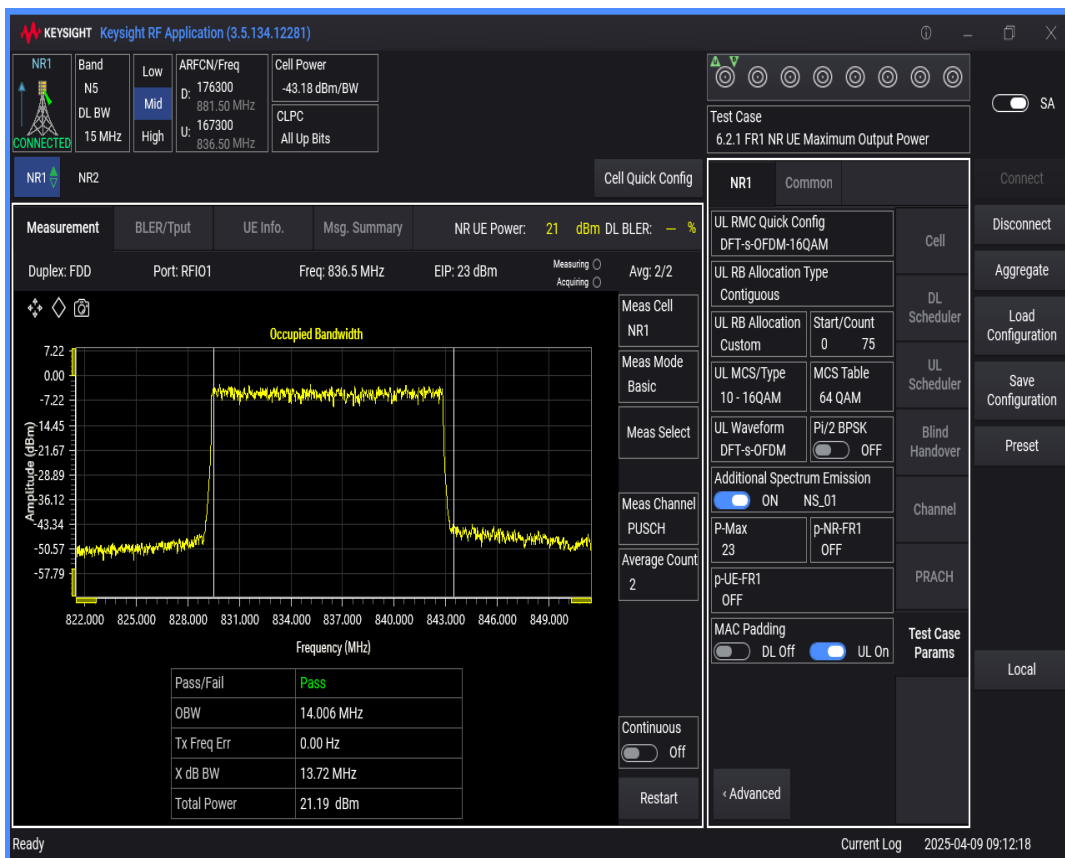 KEYSIGHT Keysight RF Application (3.5.134.12281)
NR1
CONNECTED
Band
N5
DL BW
15 MHz
Low
Mid
High
ARFCN/Freq
D: 176300
881.50 MHz
U: 167300
836.50 MHz
Cell Power
-43.18 dBm/BW
CLPC
All Up Bits
Test Case
6.2.1 FR1 NR UE Maximum Output Power
SA
NR1 NR2
Cell Quick Config
Measurement BLER/Tput UE Info. Msg. Summary NR UE Power: 21 dBm DL BLER: — %
Duplex: FDD Port: RFIO1 Freq: 836.5 MHz EIP: 23 dBm Measuring Avg: 2/2
Acquiring
Occupied Bandwidth
Amplitude (dBm)
7.22
0.00
-7.22
-14.45
-21.67
-28.89
-36.12
-43.34
-50.57
-57.79
822.000 825.000 828.000 831.000 834.000 837.000 840.000 843.000 846.000 849.000
Frequency (MHz)
Pass/Fail Pass
OBW 14.006 MHz
Tx Freq Err 0.00 Hz
X dB BW 13.72 MHz
Total Power 21.19 dBm
Meas Cell
NR1
Meas Mode
Basic
Meas Select
Meas Channel
PUSCH
Average Count
2
Continuous
Off
Restart
NR1 Common
UL RMC Quick Config
DFT-s-OFDM-16QAM
UL RB Allocation Type
Contiguous
UL RB Allocation Start/Count
Custom 0 75
UL MCS/Type MCS Table
10 - 16QAM 64 QAM
UL Waveform Pi/2 BPSK
DFT-s-OFDM OFF
Additional Spectrum Emission
ON NS_01
P-Max p-NR-FR1
23 OFF
p-UE-FR1
OFF
MAC Padding
DL Off UL On
‹ Advanced
Cell
DL
Scheduler
UL
Scheduler
Blind
Handover
Channel
PRACH
Test Case
Params
Connect
Disconnect
Aggregate
Load
Configuration
Save
Configuration
Preset
Local
Ready Current Log 2025-04-09 09:12:18